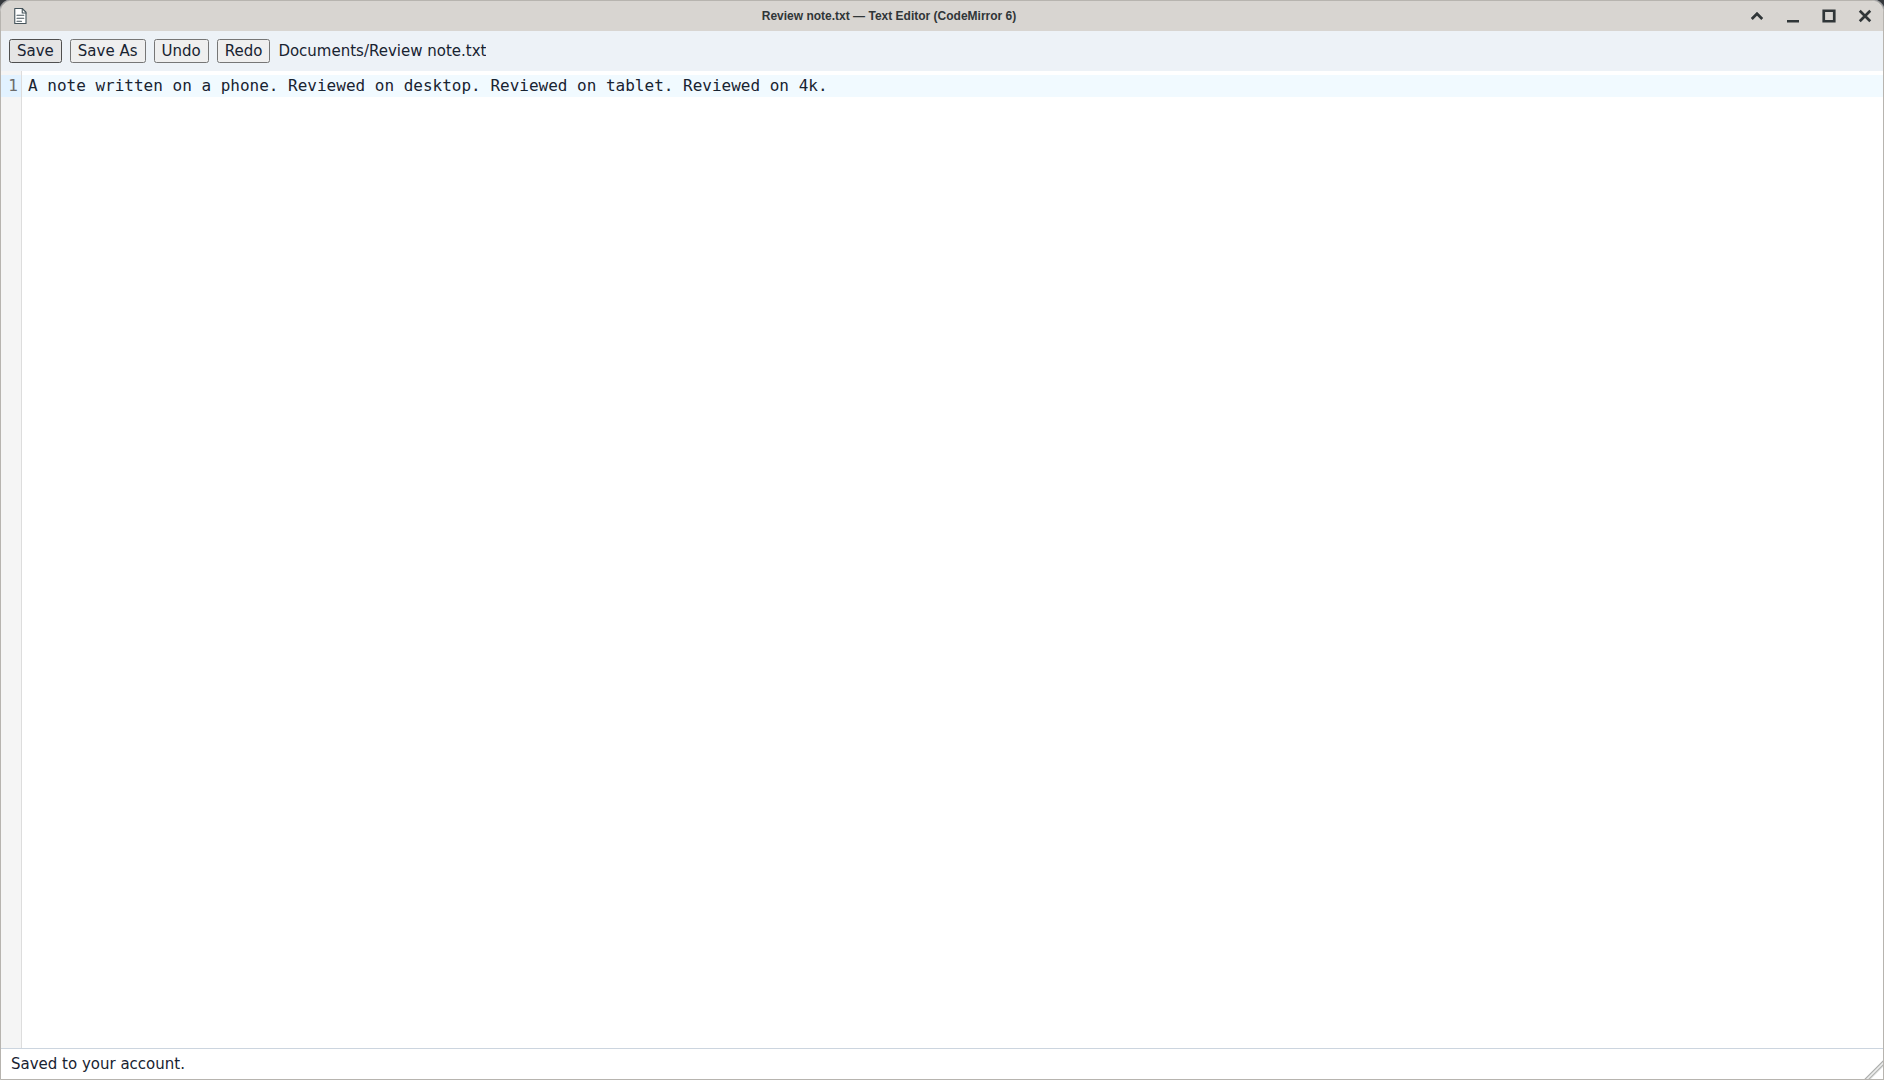 Review note.txt — Text Editor (CodeMirror 6)
Save Save As Undo Redo Documents/Review note.txt
1 A note written on a phone. Reviewed on desktop. Reviewed on tablet. Reviewed on 4k.
Saved to your account.